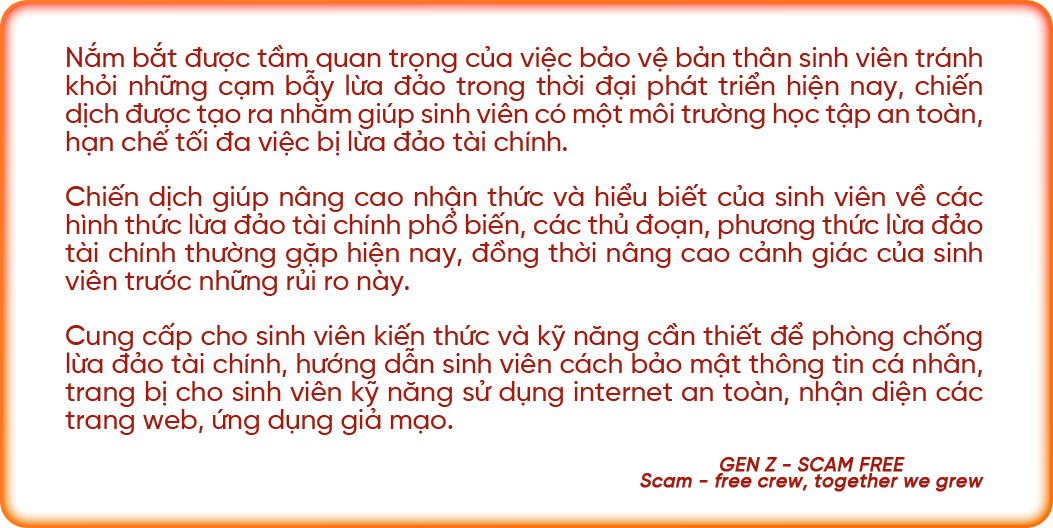 Nắm bắt được tầm quan trọng của việc bảo vệ bản thân sinh viên tránh
khỏi những cạm bẫy lừa đảo trong thời đại phát triển hiện nay, chiến
dịch được tạo ra nhằm giúp sinh viên có một môi trường học tập an toàn,
hạn chế tối đa việc bị lừa đảo tài chính.
Chiến dịch giúp nâng cao nhận thức và hiểu biết của sinh viên về các
hình thức lừa đảo tài chính phổ biến, các thủ đoạn, phương thức lừa đảo
tài chính thường gặp hiện nay, đồng thời nâng cao cảnh giác của sinh
viên trước những rủi ro này.
Cung cấp cho sinh viên kiến thức và kỹ năng cần thiết để phòng chống
lừa đảo tài chính, hướng dẫn sinh viên cách bảo mật thông tin cá nhân,
trang bị cho sinh viên kỹ năng sử dụng internet an toàn, nhận diện các
trang web, ứng dụng giả mạo.
GEN Z - SCAM FREE
Scam - free crew, together we grew